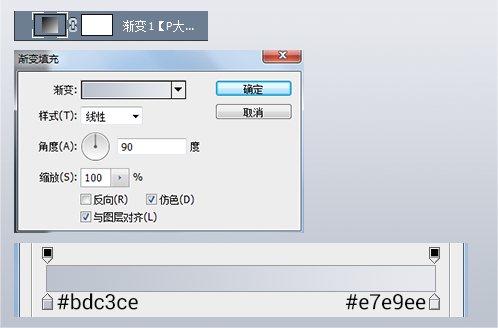 渐变1【P大...
渐变填充
渐变: 确定
样式(T): 线性 取消
角度(A): 90 度
缩放(S): 100 %
反向(R) 仿色(D)
与图层对齐(L)
#bdc3ce #e7e9ee